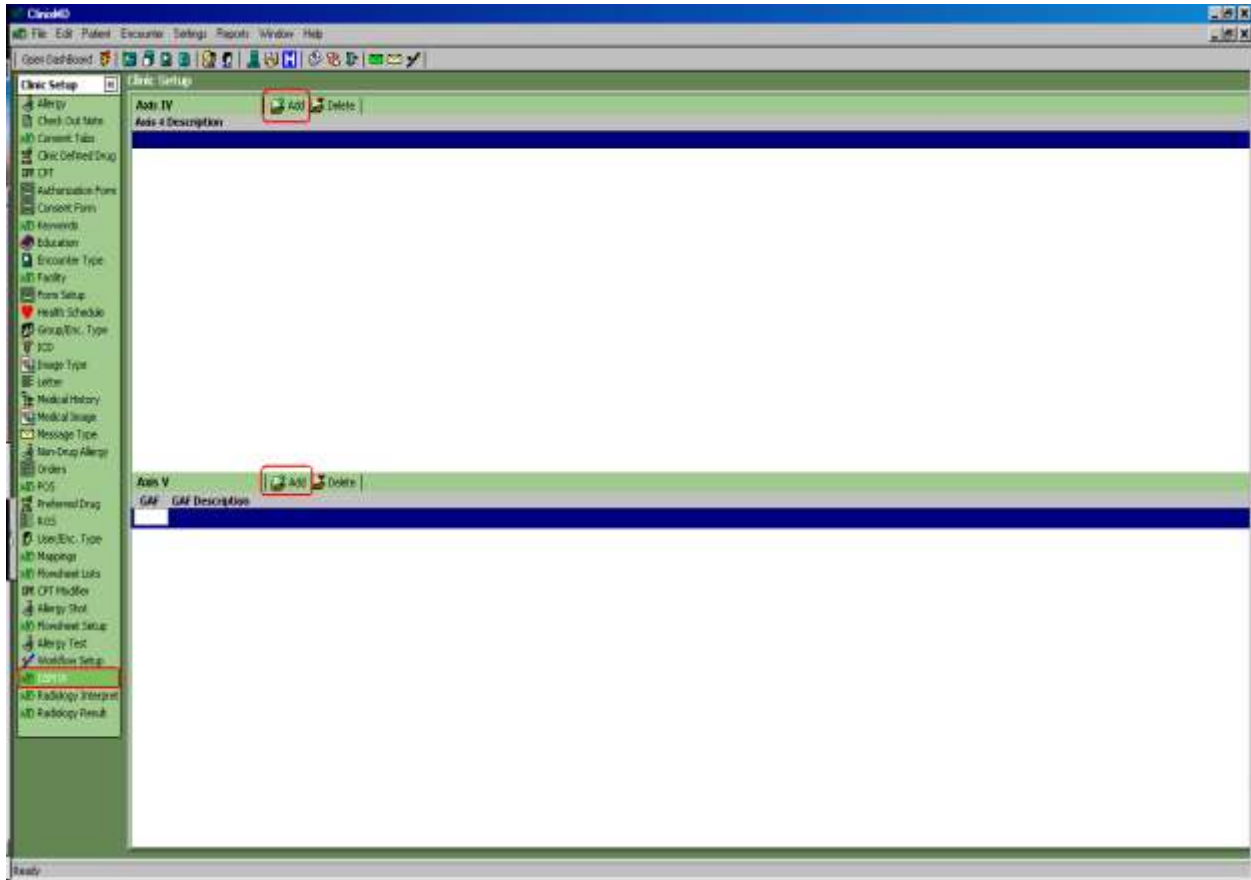 ClinicMD
File Edit Patient Encounter Settings Reports Window Help
Open DashBoard
Clinic Setup
Clinic Setup
Allergy
Check Out Note
Consent Tabs
Clinic Defined Drug
CPT CPT
Authorization Form
Consent Form
Keywords
Education
Encounter Type
Facility
Form Setup
Health Schedule
Group/Enc. Type
ICD
Image Type
Letter
Medical History
Medical Image
Message Type
Non-Drug Allergy
Orders
POS
Preferred Drug
ROS
User/Enc. Type
Mappings
Flowsheet Lists
CPT CPT Modifier
Allergy Shot
Flowsheet Setup
Allergy Test
Workflow Setup
Radiology Interpret
Radiology Result
Axis IV Add Delete
Axis 4 Description
Axis V Add Delete
GAF GAF Description
Ready